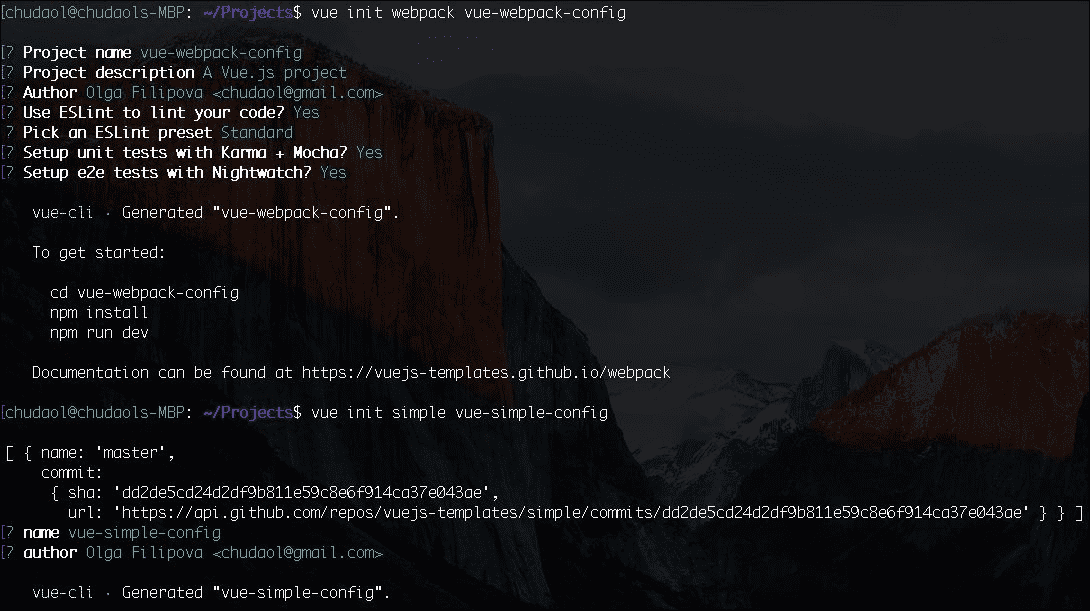 [chudaol@chudaols-MBP: ~/Projects$ vue init webpack vue-webpack-config
[? Project name vue-webpack-config
[? Project description A Vue.js project
[? Author Olga Filipova <chudaol@gmail.com>
[? Use ESLint to lint your code? Yes
? Pick an ESLint preset Standard
[? Setup unit tests with Karma + Mocha? Yes
[? Setup e2e tests with Nightwatch? Yes
vue-cli · Generated "vue-webpack-config".
To get started:
cd vue-webpack-config
npm install
npm run dev
Documentation can be found at https://vuejs-templates.github.io/webpack
[chudaol@chudaols-MBP: ~/Projects$ vue init simple vue-simple-config
[ { name: 'master',
commit:
{ sha: 'dd2de5cd24d2df9b811e59c8e6f914ca37e043ae',
url: 'https://api.github.com/repos/vuejs-templates/simple/commits/dd2de5cd24d2df9b811e59c8e6f914ca37e043ae' } } ]
[? name vue-simple-config
[? author Olga Filipova <chudaol@gmail.com>
vue-cli · Generated "vue-simple-config".